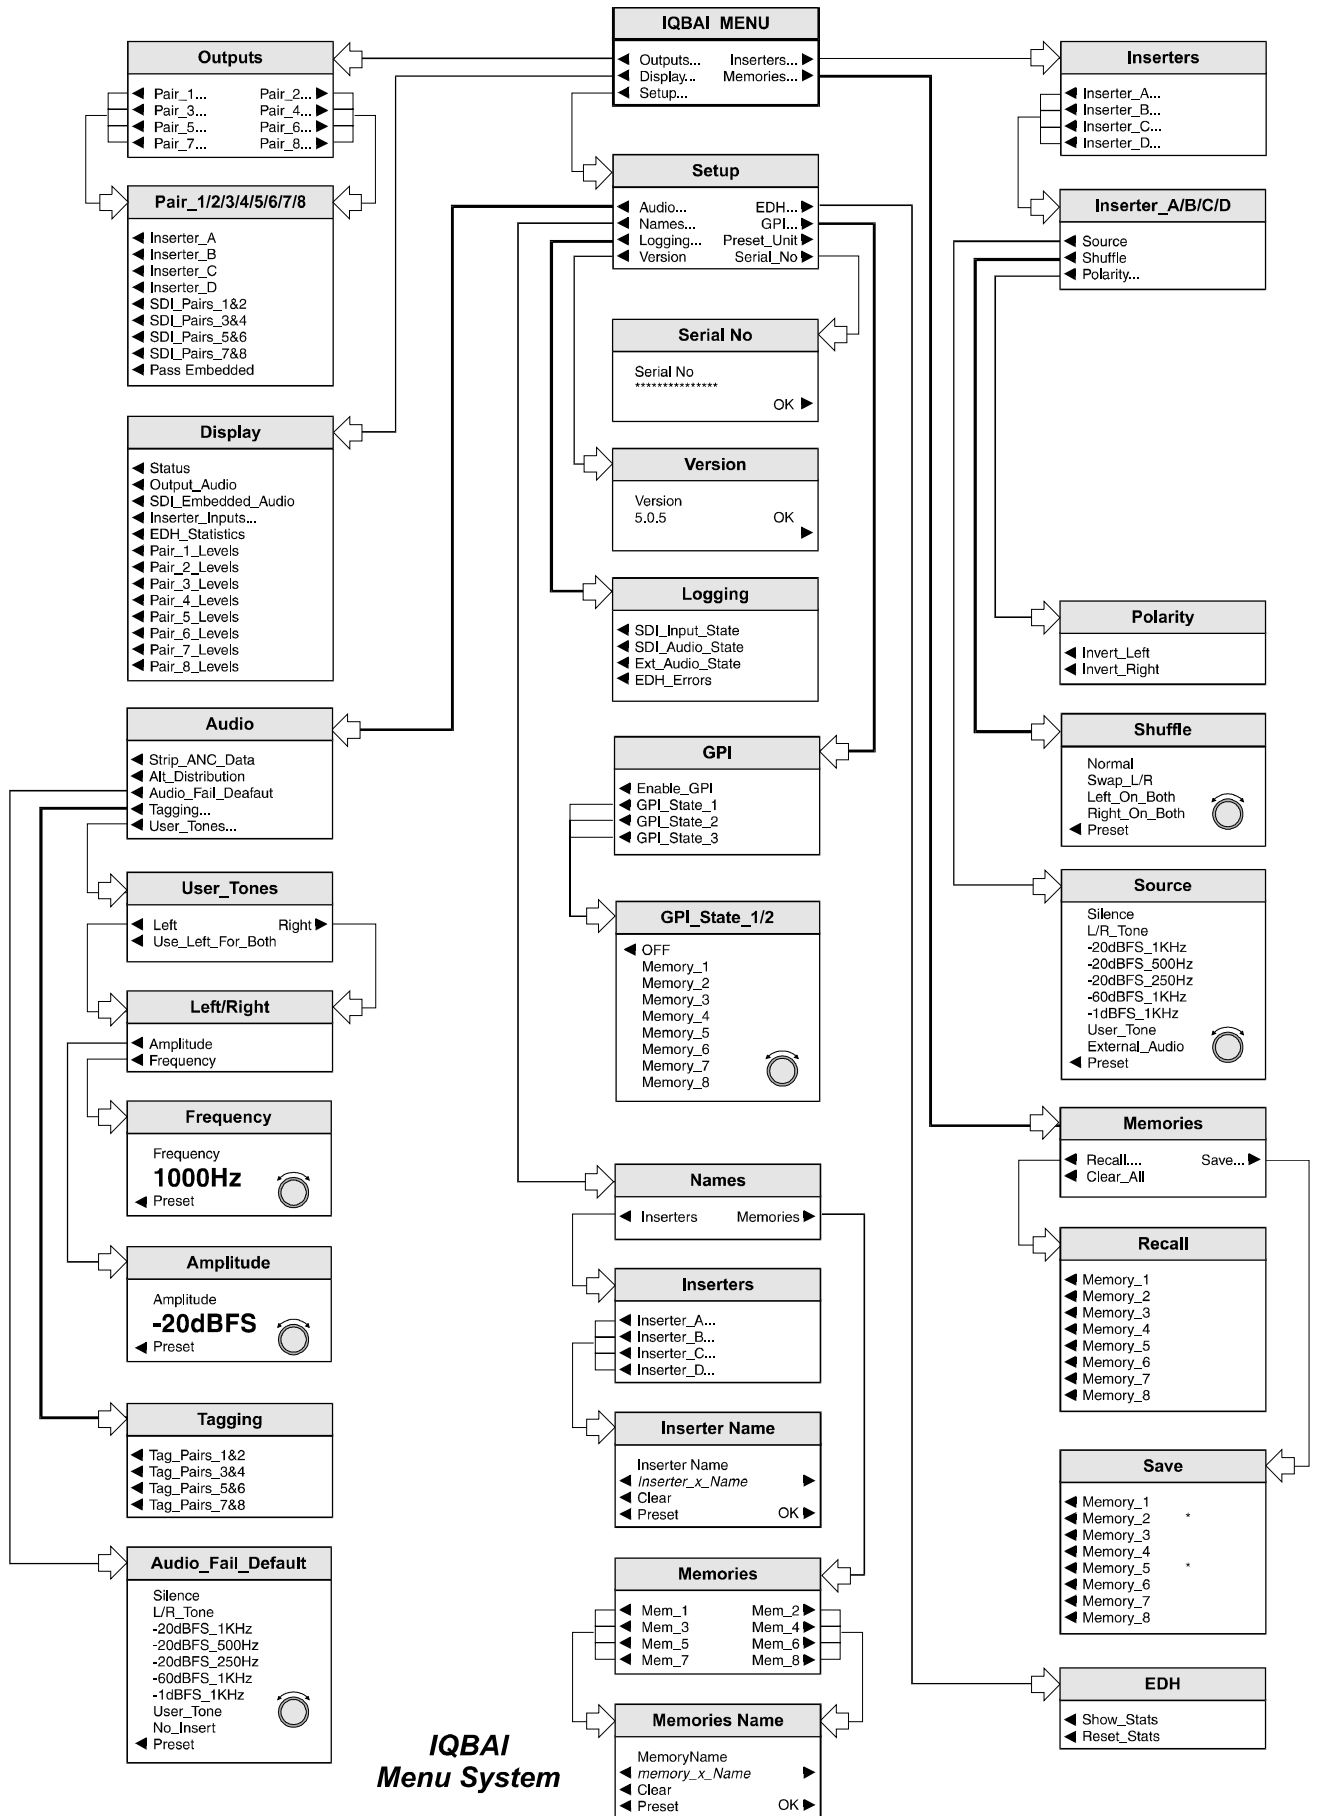 IQBAI MENU
Outputs... Inserters...
Display... Memories...
Setup...
Outputs
Pair_1... Pair_2...
Pair_3... Pair_4...
Pair_5... Pair_6...
Pair_7... Pair_8...
Pair_1/2/3/4/5/6/7/8
Inserter_A
Inserter_B
Inserter_C
Inserter_D
SDI_Pairs_1&2
SDI_Pairs_3&4
SDI_Pairs_5&6
SDI_Pairs_7&8
Pass Embedded
Display
Status
Output_Audio
SDI_Embedded_Audio
Inserter_Inputs...
EDH_Statistics
Pair_1_Levels
Pair_2_Levels
Pair_3_Levels
Pair_4_Levels
Pair_5_Levels
Pair_6_Levels
Pair_7_Levels
Pair_8_Levels
Audio
Strip_ANC_Data
Alt_Distribution
Audio_Fail_Deafaut
Tagging...
User_Tones...
User_Tones
Left Right
Use_Left_For_Both
Left/Right
Amplitude
Frequency
Frequency
Frequency
1000Hz
Preset
Amplitude
Amplitude
-20dBFS
Preset
Tagging
Tag_Pairs_1&2
Tag_Pairs_3&4
Tag_Pairs_5&6
Tag_Pairs_7&8
Audio_Fail_Default
Silence
L/R_Tone
-20dBFS_1KHz
-20dBFS_500Hz
-20dBFS_250Hz
-60dBFS_1KHz
-1dBFS_1KHz
User_Tone
No_Insert
Preset
Setup
Audio... EDH...
Names... GPI...
Logging... Preset_Unit
Version Serial_No
Serial No
Serial No
***************
OK
Version
Version
5.0.5 OK
Logging
SDI_Input_State
SDI_Audio_State
Ext_Audio_State
EDH_Errors
GPI
Enable_GPI
GPI_State_1
GPI_State_2
GPI_State_3
GPI_State_1/2
OFF
Memory_1
Memory_2
Memory_3
Memory_4
Memory_5
Memory_6
Memory_7
Memory_8
Names
Inserters Memories
Inserters
Inserter_A...
Inserter_B...
Inserter_C...
Inserter_D...
Inserter Name
Inserter Name
Inserter_x_Name
Clear
Preset OK
Memories
Mem_1 Mem_2
Mem_3 Mem_4
Mem_5 Mem_6
Mem_7 Mem_8
Memories Name
MemoryName
memory_x_Name
Clear
Preset OK
Inserters
Inserter_A...
Inserter_B...
Inserter_C...
Inserter_D...
Inserter_A/B/C/D
Source
Shuffle
Polarity...
Polarity
Invert_Left
Invert_Right
Shuffle
Normal
Swap_L/R
Left_On_Both
Right_On_Both
Preset
Source
Silence
L/R_Tone
-20dBFS_1KHz
-20dBFS_500Hz
-20dBFS_250Hz
-60dBFS_1KHz
-1dBFS_1KHz
User_Tone
External_Audio
Preset
Memories
Recall.... Save...
Clear_All
Recall
Memory_1
Memory_2
Memory_3
Memory_4
Memory_5
Memory_6
Memory_7
Memory_8
Save
Memory_1
Memory_2 *
Memory_3
Memory_4
Memory_5 *
Memory_6
Memory_7
Memory_8
EDH
Show_Stats
Reset_Stats
IQBAI
Menu System